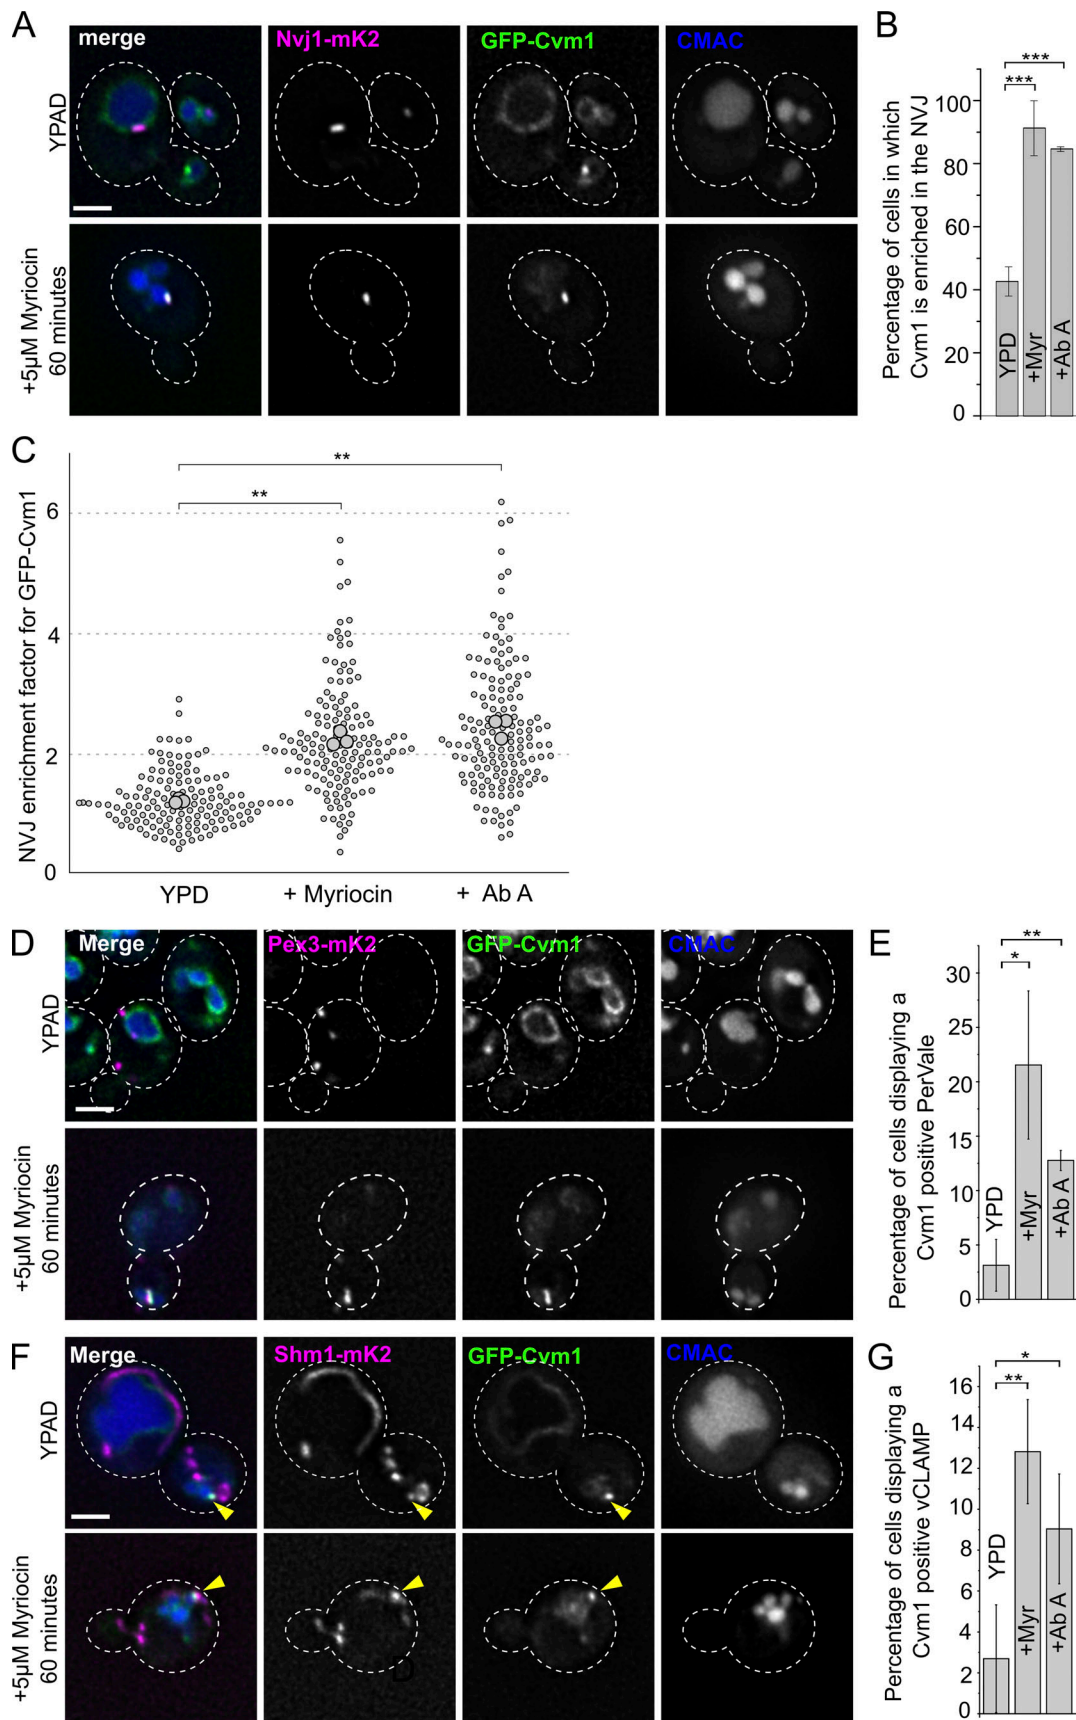 A
merge
Nvj1-mK2
GFP-Cvm1
CMAC
YPAD
+5µM Myriocin
60 minutes
B
***
***
Percentage of cells in which
Cvm1 is enriched in the NVJ
100
80
60
40
20
0
YPD
+Myr
+Ab A
C
NVJ enrichment factor for GFP-Cvm1
**
**
6
4
2
0
YPD
+ Myriocin
+ Ab A
D
Merge
Pex3-mK2
GFP-Cvm1
CMAC
YPAD
+5µM Myriocin
60 minutes
E
**
*
Percentage of cells displaying a
Cvm1 positive PerVale
30
25
20
15
10
5
0
YPD
+Myr
+Ab A
F
Merge
Shm1-mK2
GFP-Cvm1
CMAC
YPAD
+5µM Myriocin
60 minutes
D
G
*
**
Percentage of cells displaying a
Cvm1 positive vCLAMP
16
14
12
10
8
6
4
2
0
YPD
+Myr
+Ab A